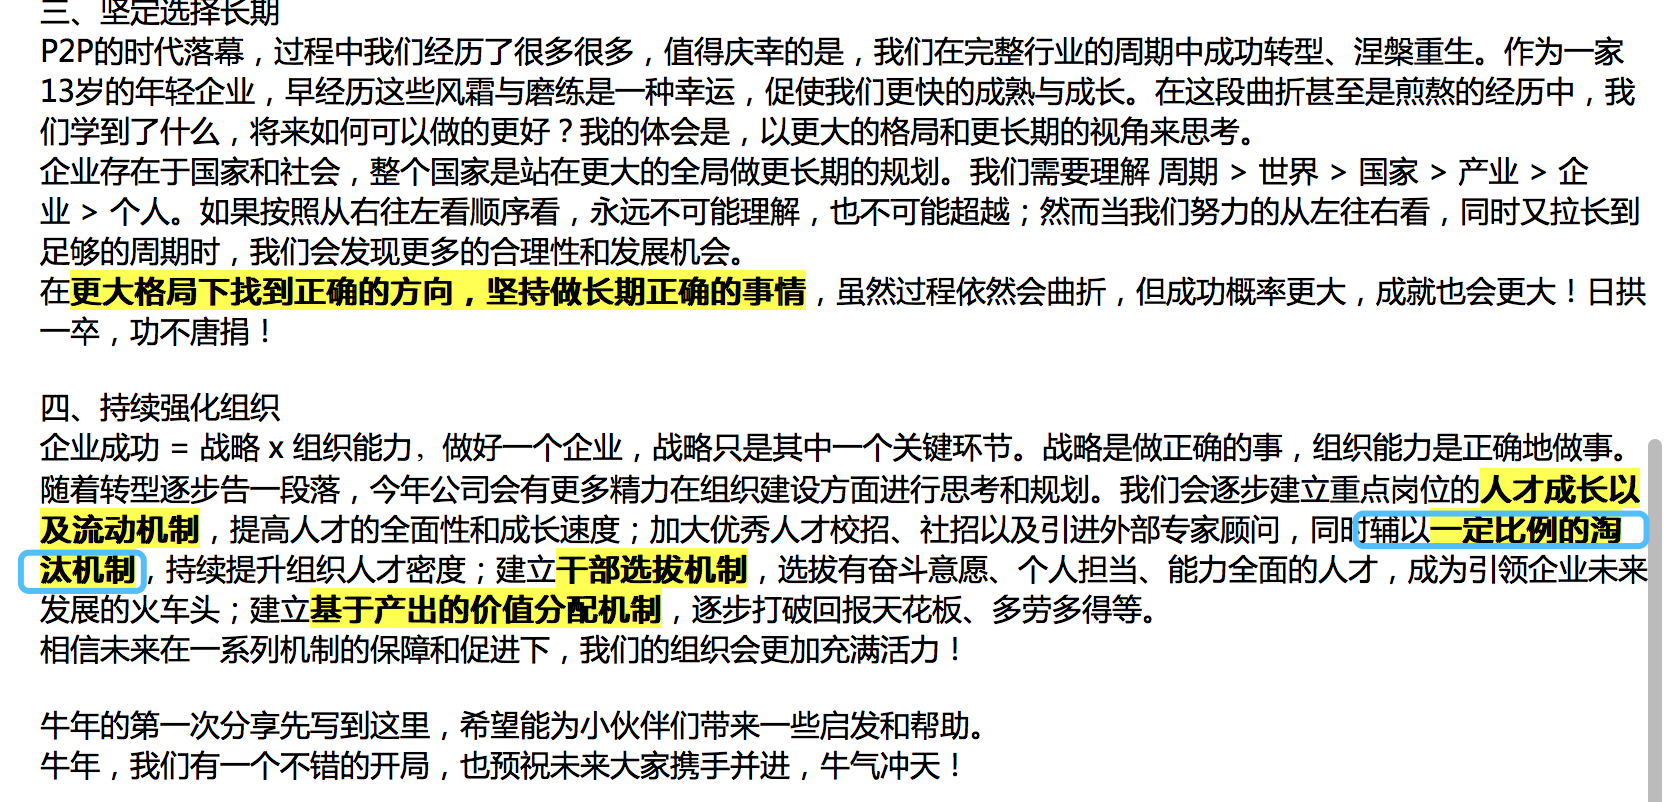 三、坚定选择长期
P2P的时代落幕，过程中我们经历了很多很多，值得庆幸的是，我们在完整行业的周期中成功转型、涅槃重生。作为一家
13岁的年轻企业，早经历这些风霜与磨练是一种幸运，促使我们更快的成熟与成长。在这段曲折甚至是煎熬的经历中，我
们学到了什么，将来如何可以做的更好？我的体会是，以更大的格局和更长期的视角来思考。
企业存在于国家和社会，整个国家是站在更大的全局做更长期的规划。我们需要理解 周期 > 世界 > 国家 > 产业 > 企
业 > 个人。如果按照从右往左看顺序看，永远不可能理解，也不可能超越；然而当我们努力的从左往右看，同时又拉长到
足够的周期时，我们会发现更多的合理性和发展机会。
在更大格局下找到正确的方向，坚持做长期正确的事情，虽然过程依然会曲折，但成功概率更大，成就也会更大！日拱
一卒，功不唐捐！
四、持续强化组织
企业成功 = 战略 x 组织能力，做好一个企业，战略只是其中一个关键环节。战略是做正确的事，组织能力是正确地做事。
随着转型逐步告一段落，今年公司会有更多精力在组织建设方面进行思考和规划。我们会逐步建立重点岗位的人才成长以
及流动机制，提高人才的全面性和成长速度；加大优秀人才校招、社招以及引进外部专家顾问，同时辅以一定比例的淘
汰机制，持续提升组织人才密度；建立干部选拔机制，选拔有奋斗意愿、个人担当、能力全面的人才，成为引领企业未来
发展的火车头；建立基于产出的价值分配机制，逐步打破回报天花板、多劳多得等。
相信未来在一系列机制的保障和促进下，我们的组织会更加充满活力！
牛年的第一次分享先写到这里，希望能为小伙伴们带来一些启发和帮助。
牛年，我们有一个不错的开局，也预祝未来大家携手并进，牛气冲天！